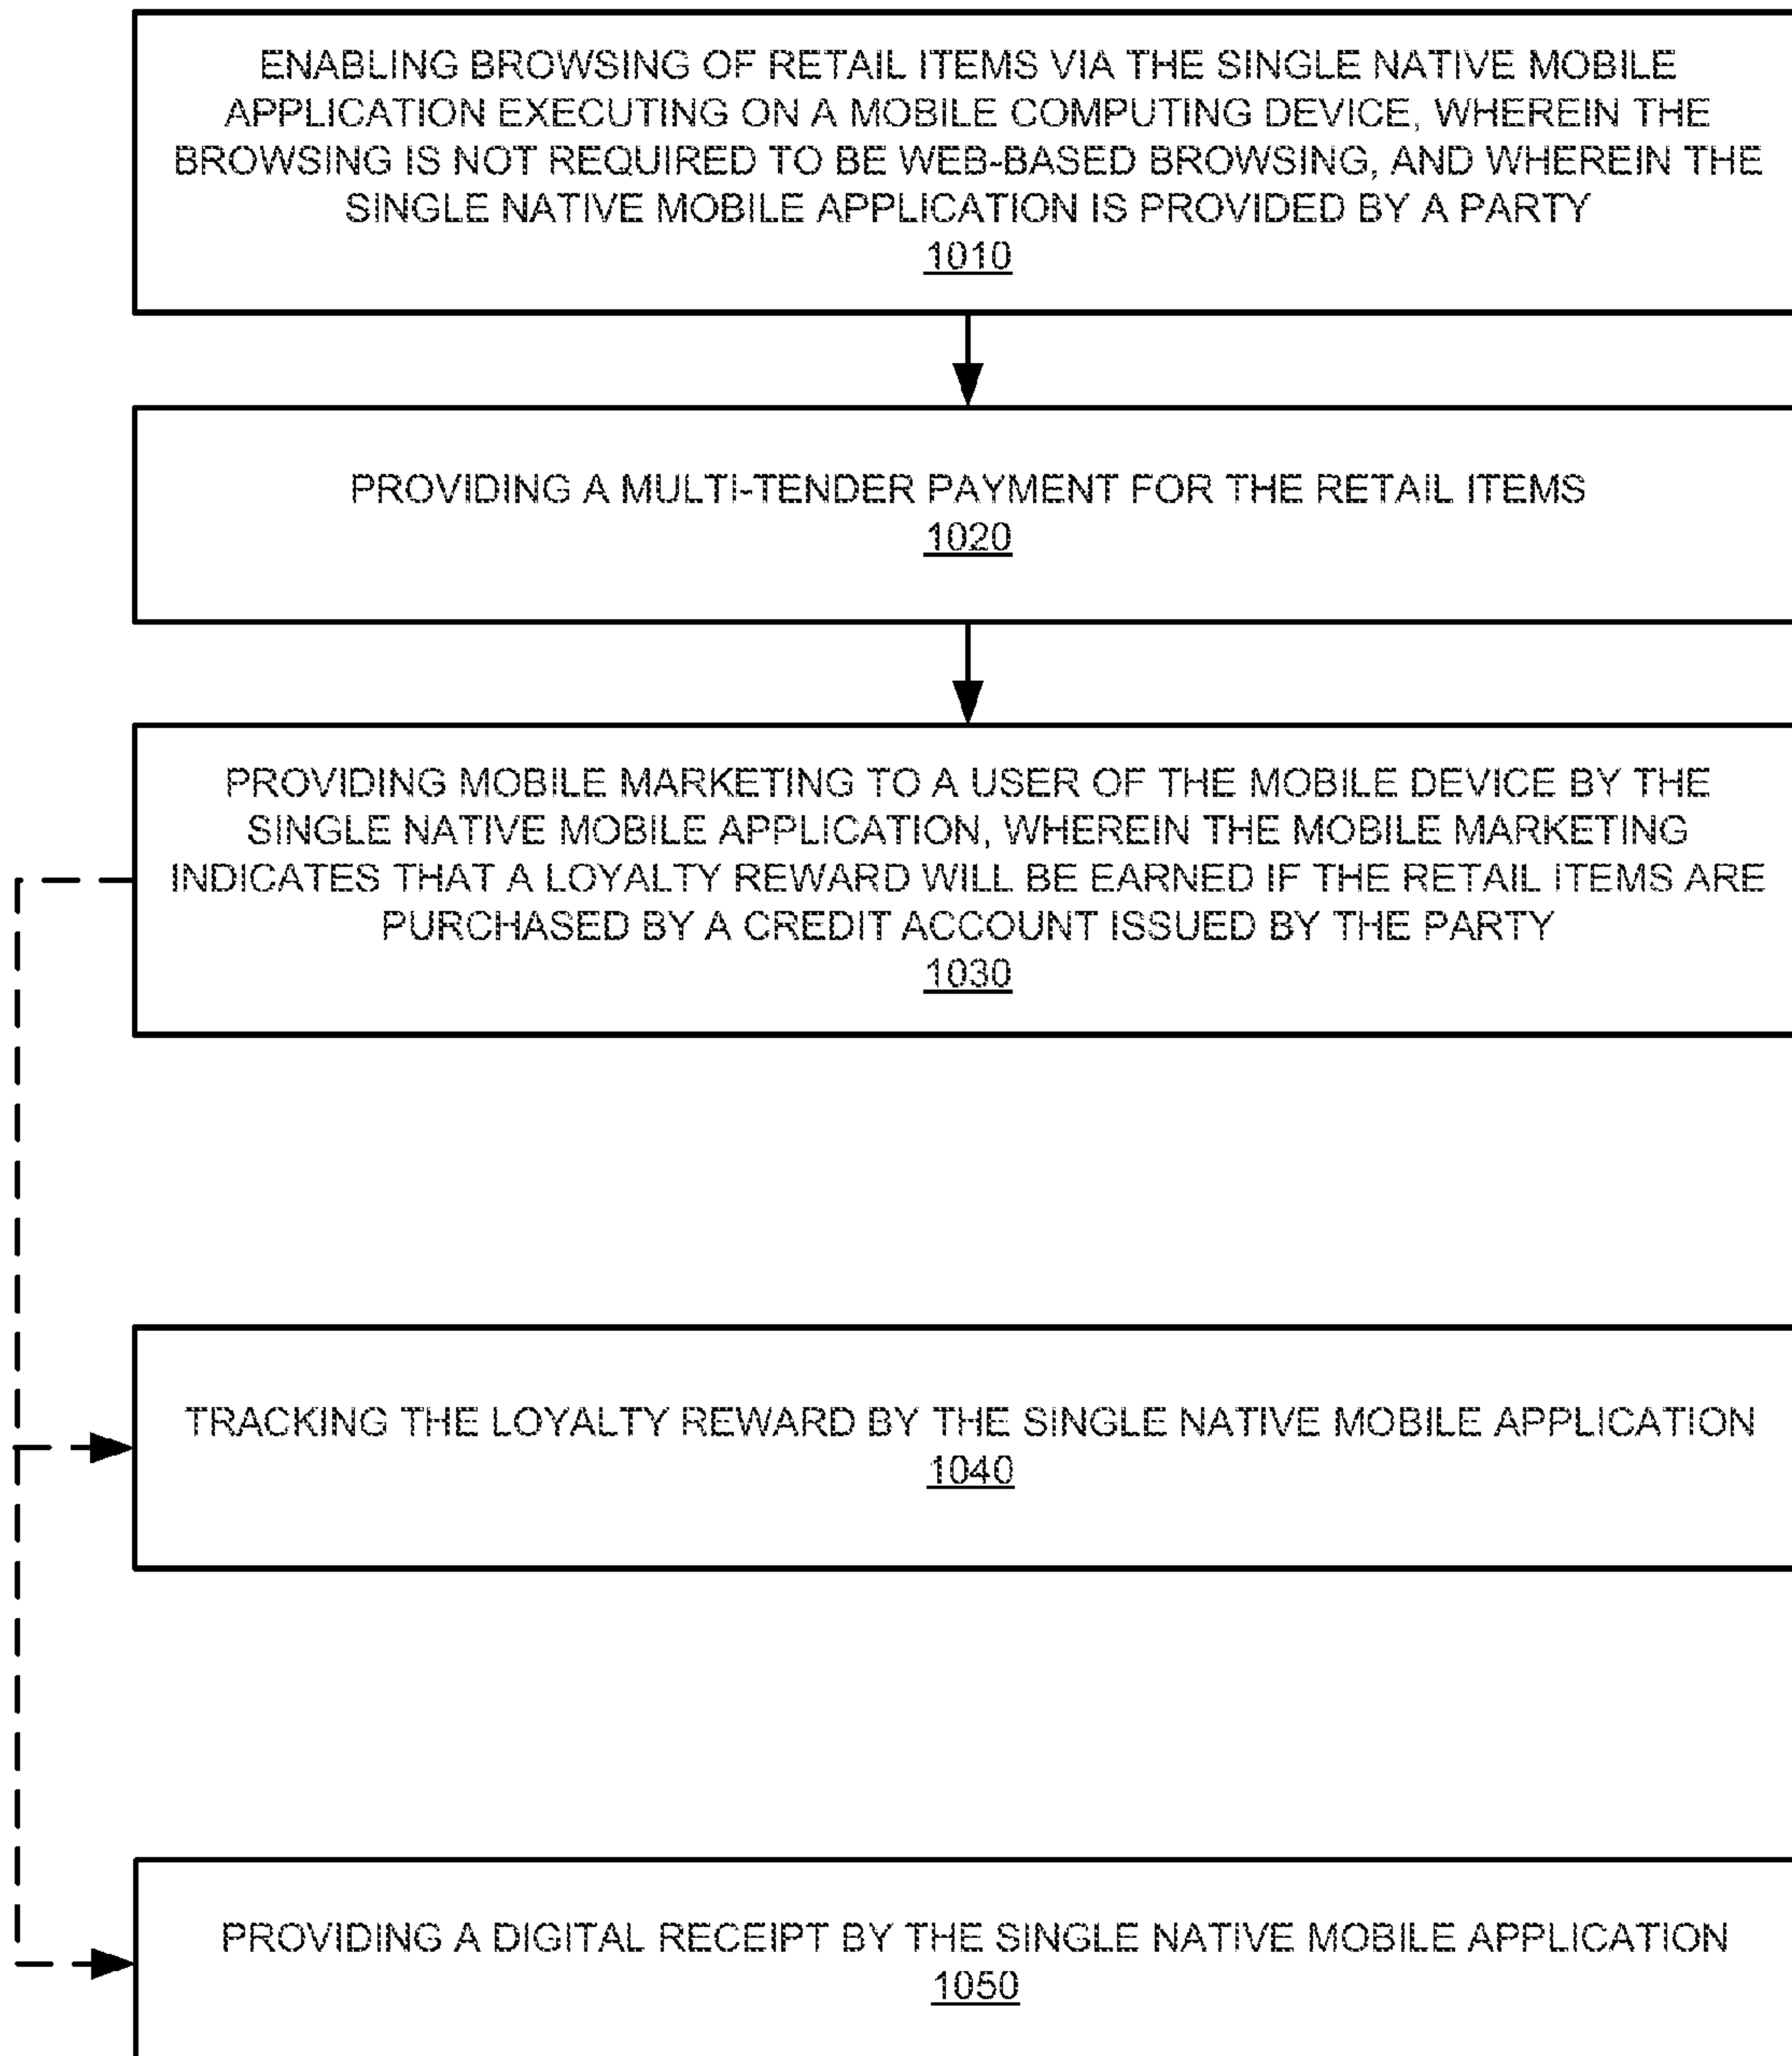 ENABLING BROWSING OF RETAIL ITEMS VIA THE SINGLE NATIVE MOBILE
APPLICATION EXECUTING ON A MOBILE COMPUTING DEVICE, WHEREIN THE
BROWSING IS NOT REQUIRED TO BE WEB-BASED BROWSING, AND WHEREIN THE
SINGLE NATIVE MOBILE APPLICATION IS PROVIDED BY A PARTY
1010
PROVIDING A MULTI-TENDER PAYMENT FOR THE RETAIL ITEMS
1020
PROVIDING MOBILE MARKETING TO A USER OF THE MOBILE DEVICE BY THE
SINGLE NATIVE MOBILE APPLICATION, WHEREIN THE MOBILE MARKETING
INDICATES THAT A LOYALTY REWARD WILL BE EARNED IF THE RETAIL ITEMS ARE
PURCHASED BY A CREDIT ACCOUNT ISSUED BY THE PARTY
1030
TRACKING THE LOYALTY REWARD BY THE SINGLE NATIVE MOBILE APPLICATION
1040
PROVIDING A DIGITAL RECEIPT BY THE SINGLE NATIVE MOBILE APPLICATION
1050